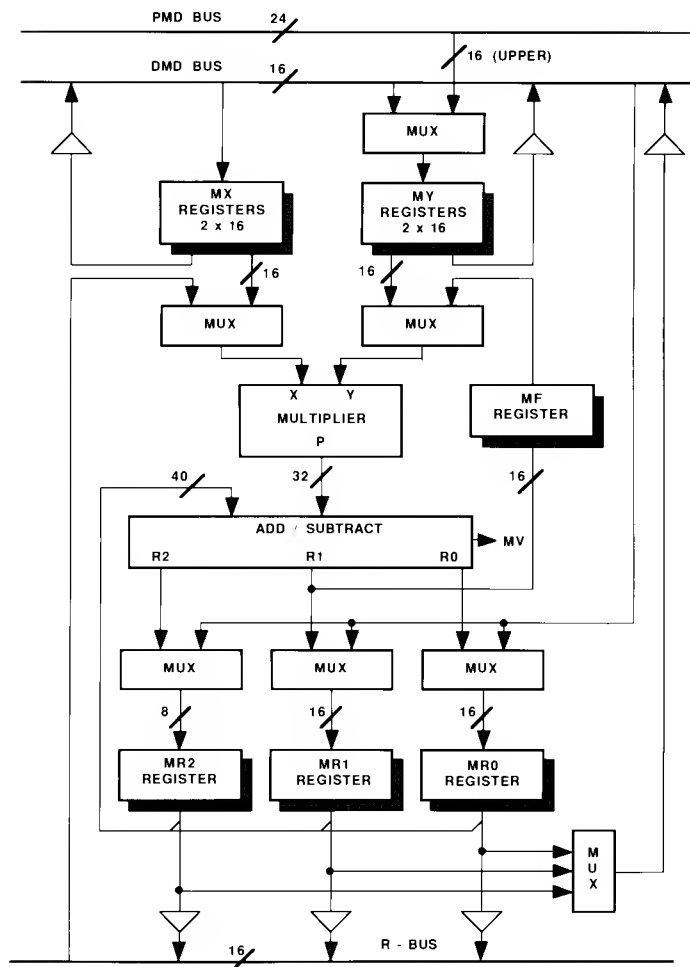 PMD BUS 24
16 (UPPER)
DMD BUS 16
MUX
MX
REGISTERS
2 x 16
MY
REGISTERS
2 x 16
16
16
MUX
MUX
X Y
MULTIPLIER
P
MF
REGISTER
40
32
16
ADD / SUBTRACT
R2 R1 R0
MV
MUX
MUX
MUX
8
16
16
MR2
REGISTER
MR1
REGISTER
MR0
REGISTER
M
U
X
16
R - BUS